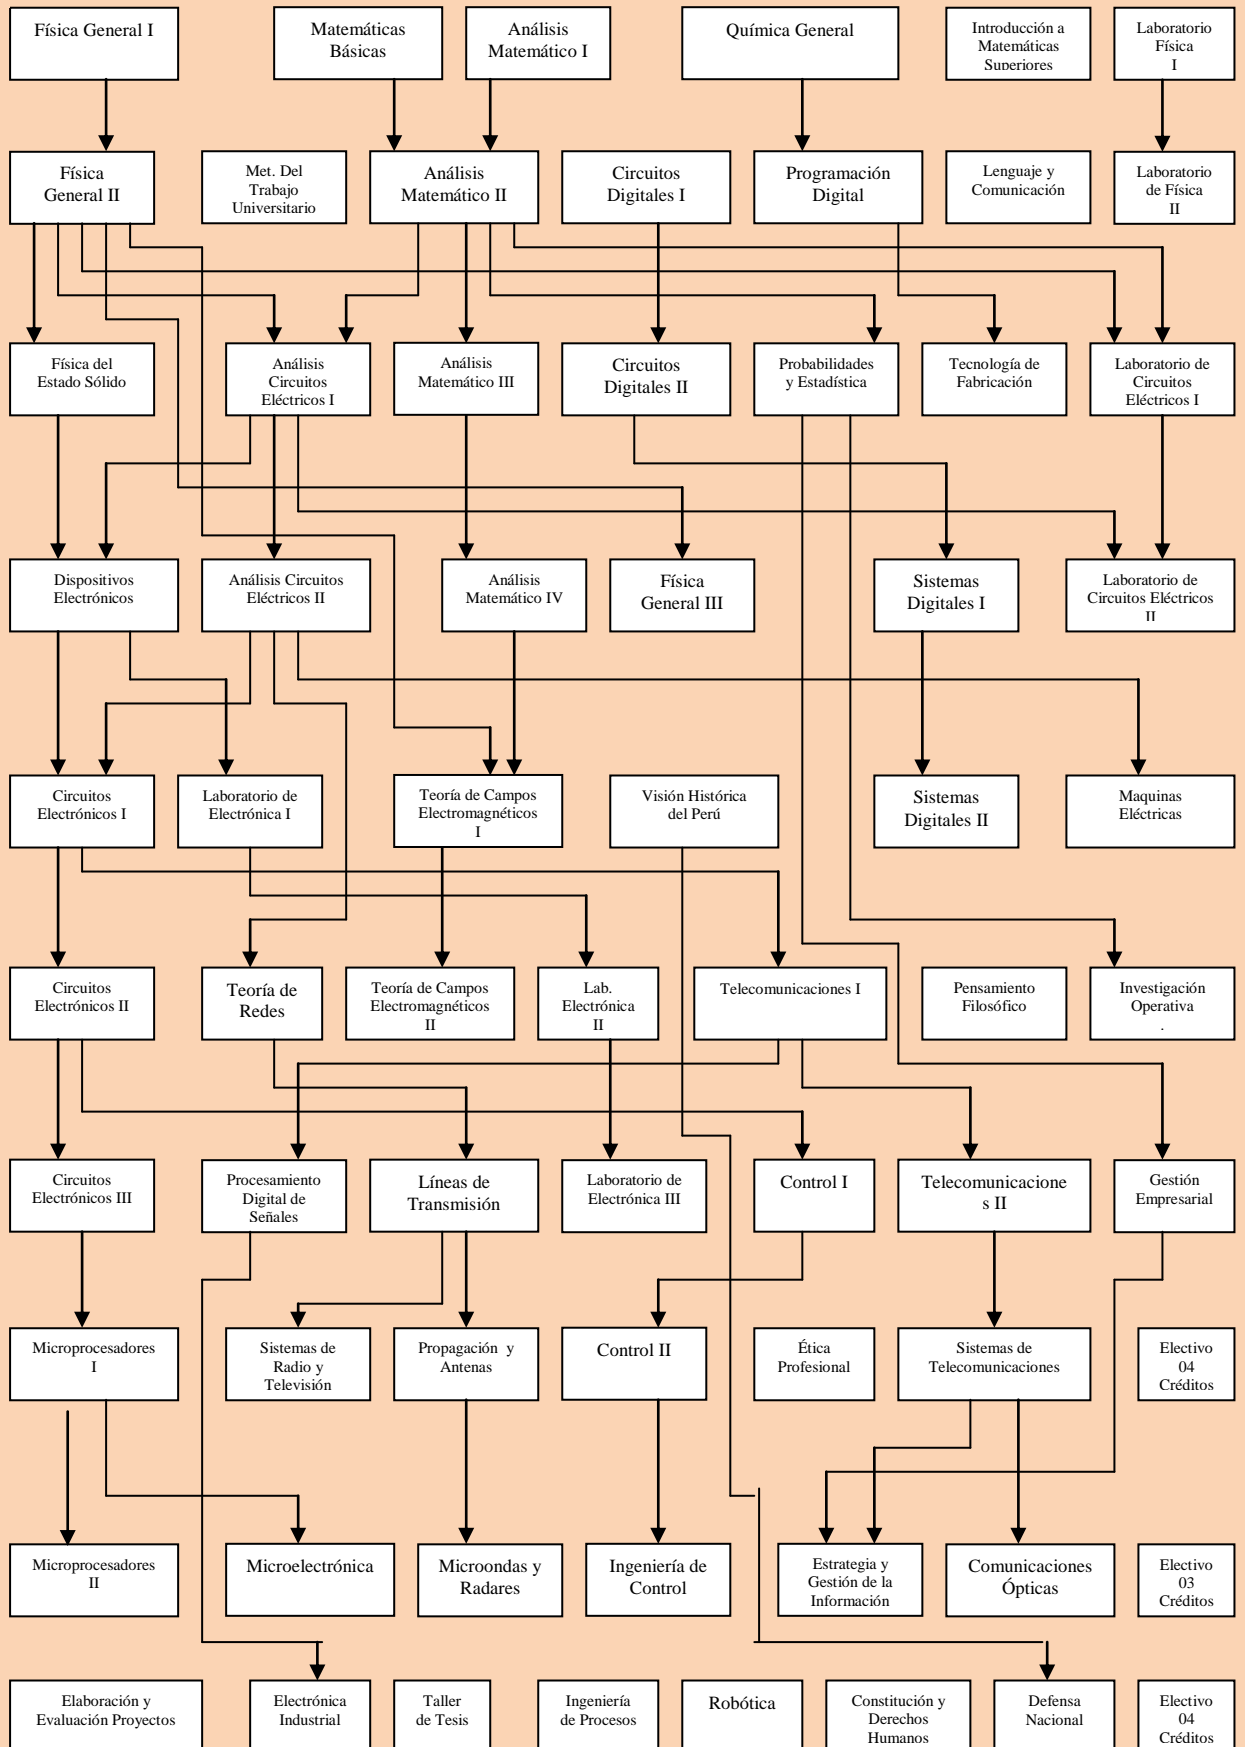 Física General I
Matemáticas
Básicas
Análisis
Matemático I
Química General
Introducción a
Matemáticas
Superiores
Laboratorio
Física
I
Física
General II
Met. Del
Trabajo
Universitario
Análisis
Matemático II
Circuitos
Digitales I
Programación
Digital
Lenguaje y
Comunicación
Laboratorio
de Física
II
Física del
Estado Sólido
Análisis
Circuitos
Eléctricos I
Análisis
Matemático III
Circuitos
Digitales II
Probabilidades
y Estadística
Tecnología de
Fabricación
Laboratorio de
Circuitos
Eléctricos I
Dispositivos
Electrónicos
Análisis Circuitos
Eléctricos II
Análisis
Matemático IV
Física
General III
Sistemas
Digitales I
Laboratorio de
Circuitos Eléctricos
II
Circuitos
Electrónicos I
Laboratorio de
Electrónica I
Teoría de Campos
Electromagnéticos
I
Visión Histórica
del Perú
Sistemas
Digitales II
Maquinas
Eléctricas
Circuitos
Electrónicos II
Teoría de
Redes
Teoría de Campos
Electromagnéticos
II
Lab.
Electrónica
II
Telecomunicaciones I
Pensamiento
Filosófico
Investigación
Operativa
.
Circuitos
Electrónicos III
Procesamiento
Digital de
Señales
Líneas de
Transmisión
Laboratorio de
Electrónica III
Control I
Telecomunicacione
s II
Gestión
Empresarial
Microprocesadores
I
Sistemas de
Radio y
Televisión
Propagación y
Antenas
Control II
Ética
Profesional
Sistemas de
Telecomunicaciones
Electivo
04
Créditos
Microprocesadores
II
Microelectrónica
Microondas y
Radares
Ingeniería de
Control
Estrategia y
Gestión de la
Información
Comunicaciones
Ópticas
Electivo
03
Créditos
Elaboración y
Evaluación Proyectos
Electrónica
Industrial
Taller
de Tesis
Ingeniería
de Procesos
Robótica
Constitución y
Derechos
Humanos
Defensa
Nacional
Electivo
04
Créditos